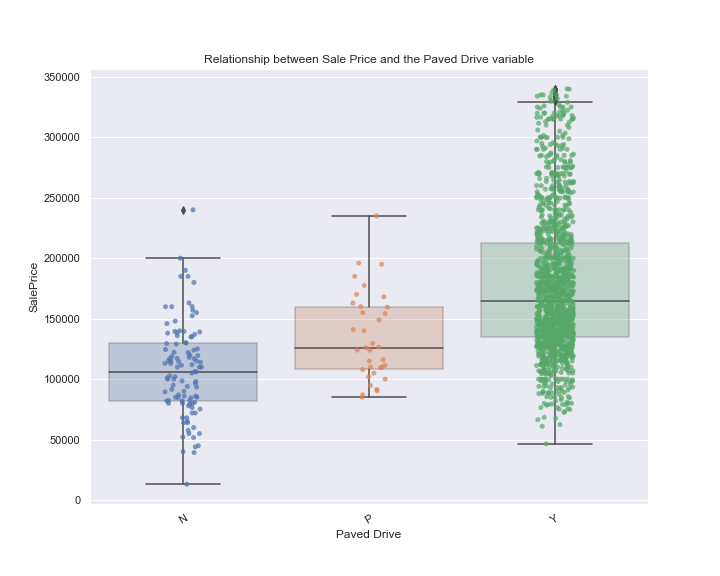 Relationship between Sale Price and the Paved Drive variable
350000
300000
250000
200000
150000
100000
50000
0
SalePrice
N
P
Y
Paved Drive